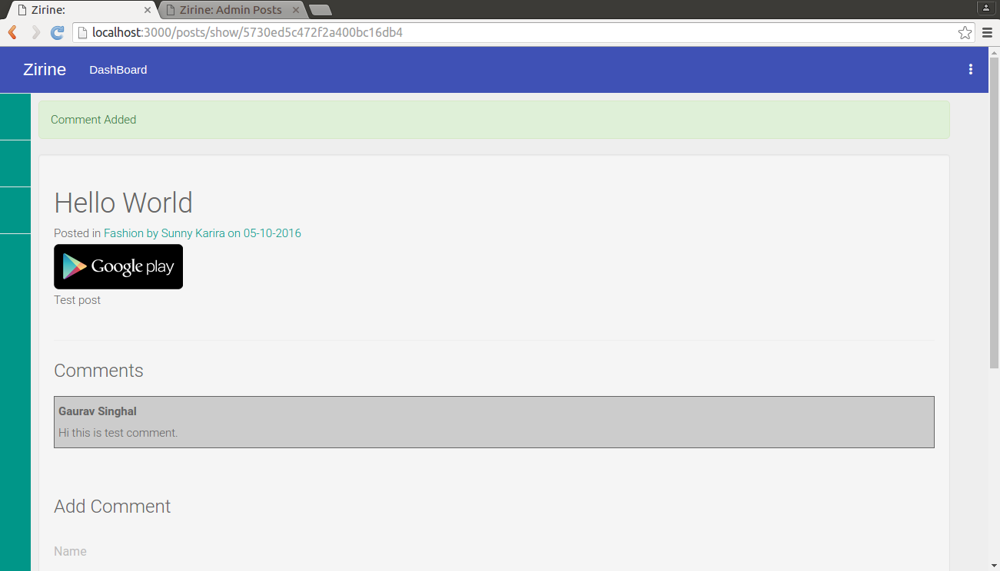 Zirine:
Zirine: Admin Posts
localhost:3000/posts/show/5730ed5c472f2a400bc16db4
Zirine DashBoard
Comment Added
Hello World
Posted in Fashion by Sunny Karira on 05-10-2016
Google play
Test post
Comments
Gaurav Singhal
Hi this is test comment.
Add Comment
Name